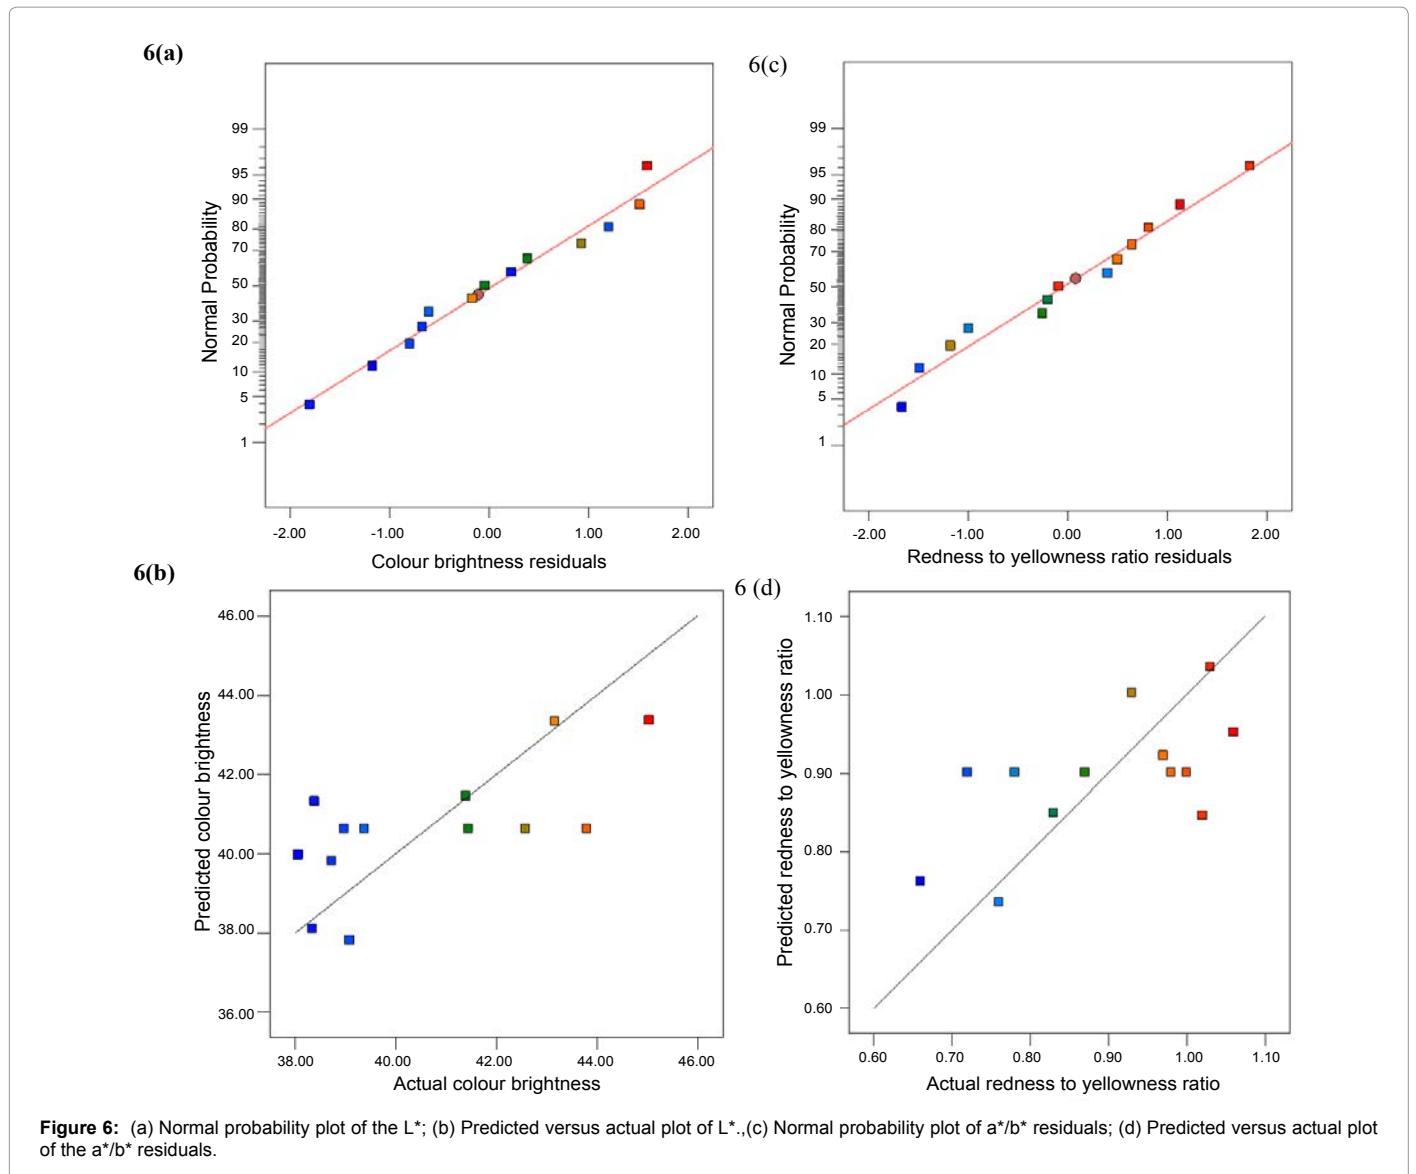 6(a)
99
95
90
80
70
50
30
20
10
5
1
Normal Probability
-2.00 -1.00 0.00 1.00 2.00
Colour brightness residuals
6(c)
99
95
90
80
70
50
30
20
10
5
1
Normal Probability
-2.00 -1.00 0.00 1.00 2.00
Redness to yellowness ratio residuals
6(b)
46.00
44.00
42.00
40.00
38.00
36.00
Predicted colour brightness
38.00 40.00 42.00 44.00 46.00
Actual colour brightness
6 (d)
1.10
1.00
0.90
0.80
0.70
0.60
Predicted redness to yellowness ratio
0.60 0.70 0.80 0.90 1.00 1.10
Actual redness to yellowness ratio
Figure 6: (a) Normal probability plot of the L*; (b) Predicted versus actual plot of L*.,(c) Normal probability plot of a*/b* residuals; (d) Predicted versus actual plot
of the a*/b* residuals.